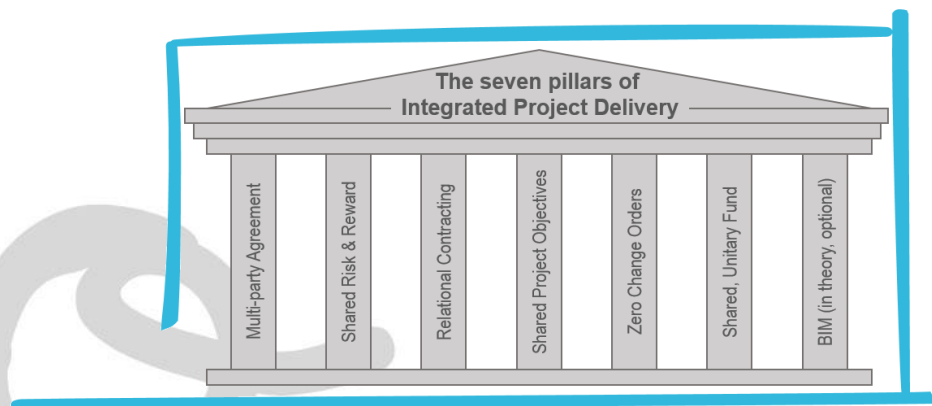 The seven pillars of
Integrated Project Delivery
Multi-party Agreement
Shared Risk & Reward
Relational Contracting
Shared Project Objectives
Zero Change Orders
Shared, Unitary Fund
BIM (in theory, optional)